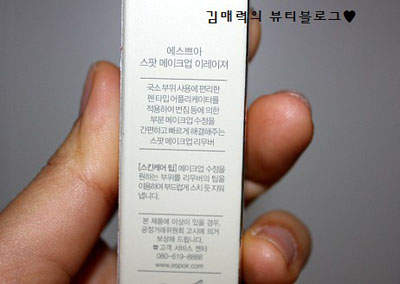 김매력의 뷰티블로그♥
에스쁘아
스팟 메이크업 이레이져
국소 부위 사용에 편리한
펜 타입 어플리케이터를
적용하여 번짐 등에 의한
부분 메이크업 수정을
간편하고 빠르게 해결해주는
스팟 메이크업 리무버
[스킨케어 팁] 메이크업 수정을
원하는 부위를 리무버의 팁을
이용하여 부드럽게 스치 듯 지워
냅니다.
본 제품에 이상이 있을 경우,
공정거래위원회 고시에 의거
보상해 드립니다.
☎ 고객 서비스 센터
080-619-8888
www.espoir.com